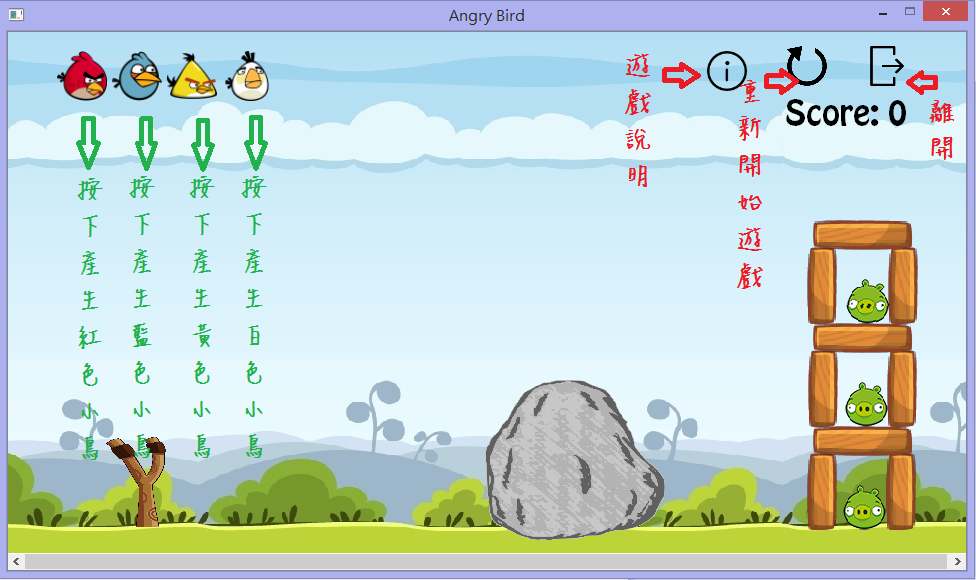 Angry Bird
按下產生紅色小鳥
按下產生藍色小鳥
按下產生黃色小鳥
按下產生白色小鳥
遊戲說明
重新開始遊戲
離開
Score: 0